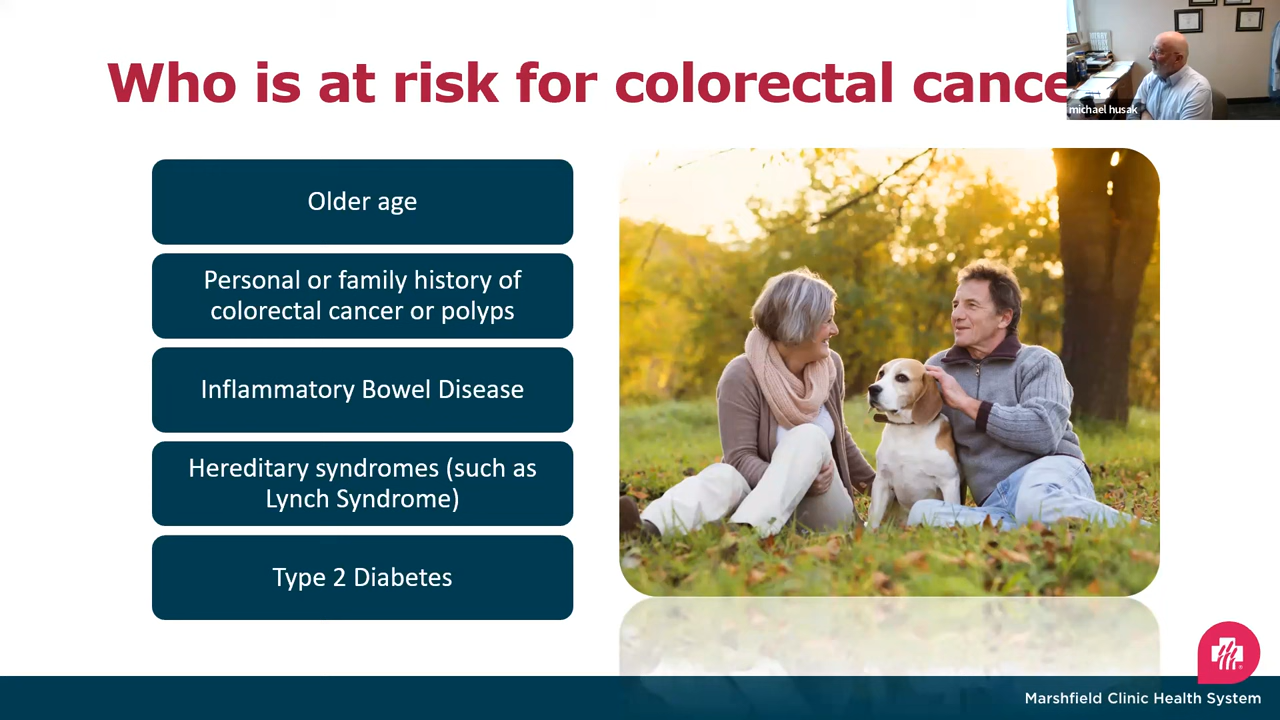 Who is at risk for colorectal cance
michael husak
Older age
Personal or family history of
colorectal cancer or polyps
Inflammatory Bowel Disease
Hereditary syndromes (such as
Lynch Syndrome)
Type 2 Diabetes
Marshfield Clinic Health System